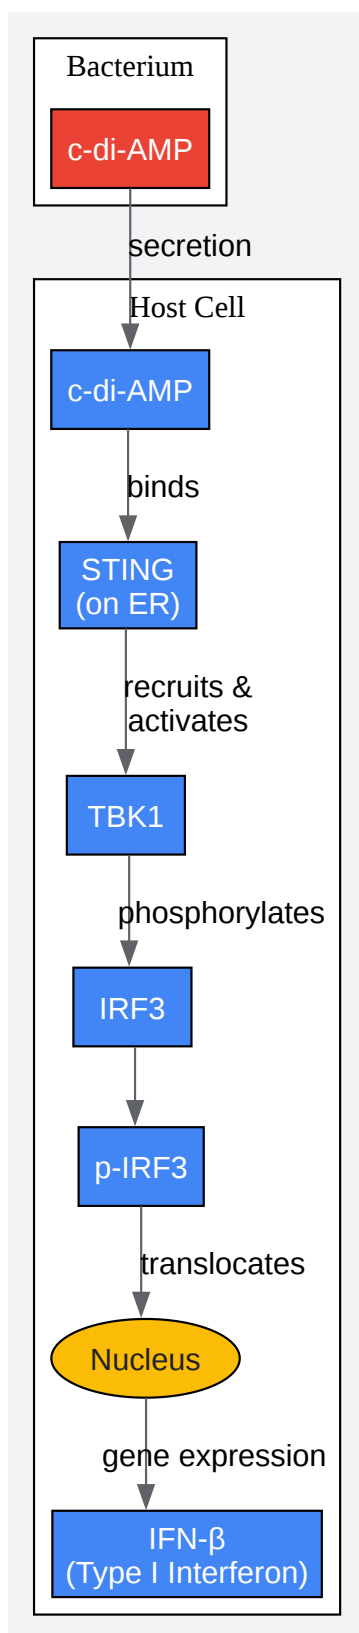 Bacterium
c-di-AMP
secretion
Host Cell
c-di-AMP
binds
STING
(on ER)
recruits &
activates
TBK1
phosphorylates
IRF3
p-IRF3
translocates
Nucleus
gene expression
IFN-β
(Type I Interferon)